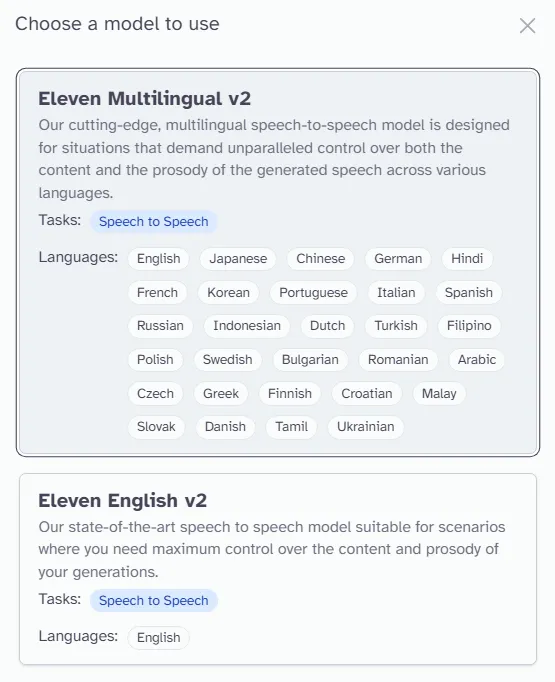 Choose a model to use
Eleven Multilingual v2
Our cutting-edge, multilingual speech-to-speech model is designed
for situations that demand unparalleled control over both the
content and the prosody of the generated speech across various
languages.
Tasks: Speech to Speech
Languages: English Japanese Chinese German Hindi
French Korean Portuguese Italian Spanish
Russian Indonesian Dutch Turkish Filipino
Polish Swedish Bulgarian Romanian Arabic
Czech Greek Finnish Croatian Malay
Slovak Danish Tamil Ukrainian
Eleven English v2
Our state-of-the-art speech to speech model suitable for scenarios
where you need maximum control over the content and prosody of
your generations.
Tasks: Speech to Speech
Languages: English